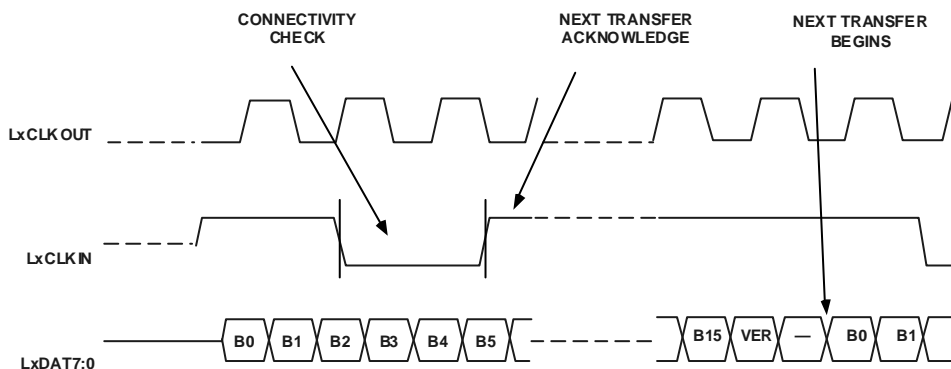 CONNECTIVITY
CHECK
NEXT TRANSFER
ACKNOWLEDGE
NEXT TRANSFER
BEGINS
LxCLKOUT
LxCLKIN
LxDAT7:0
B0 B1 B2 B3 B4 B5 B15 VER — B0 B1